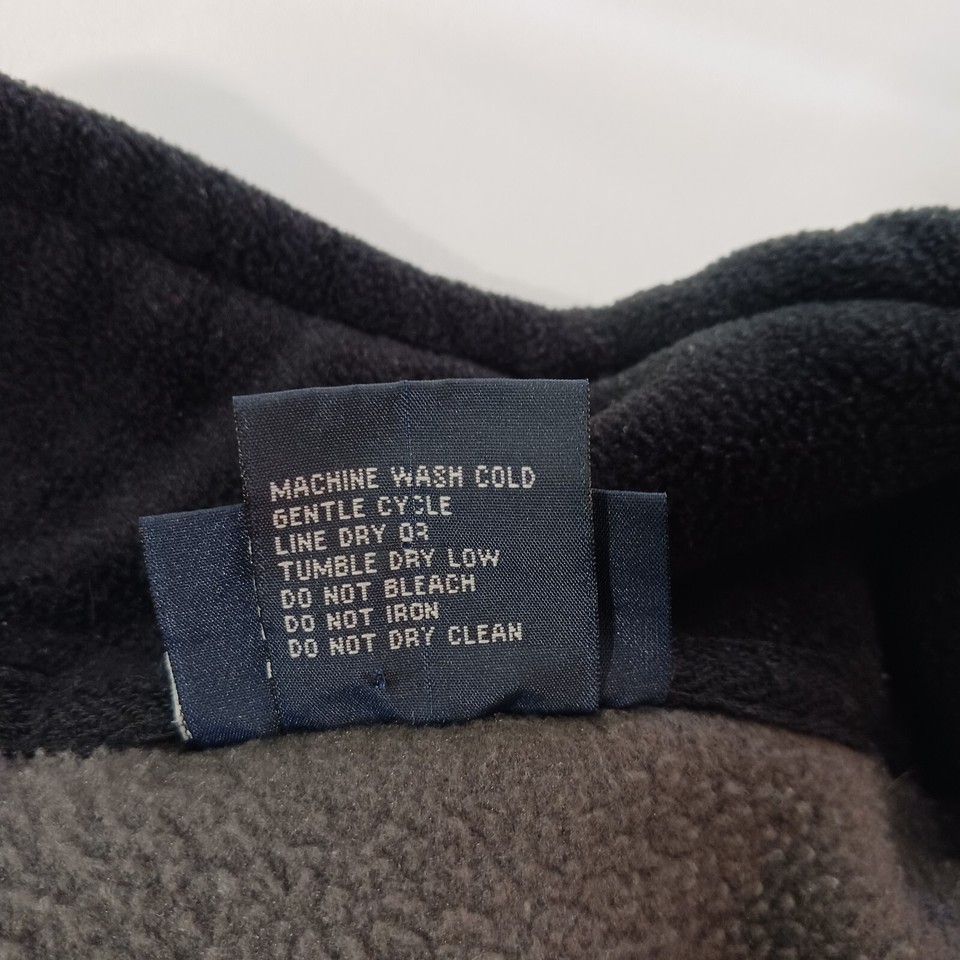 MACHINE WASH COLD
GENTLE CYCLE
LINE DRY OR
TUMBLE DRY LOW
DO NOT BLEACH
DO NOT IRON
DO NOT DRY CLEAN